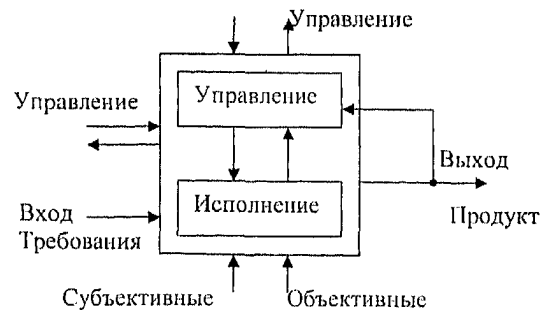 Управление
Управление
Управление
Выход
Исполнение
Вход
Продукт
Требования
Субъективные
Объективные